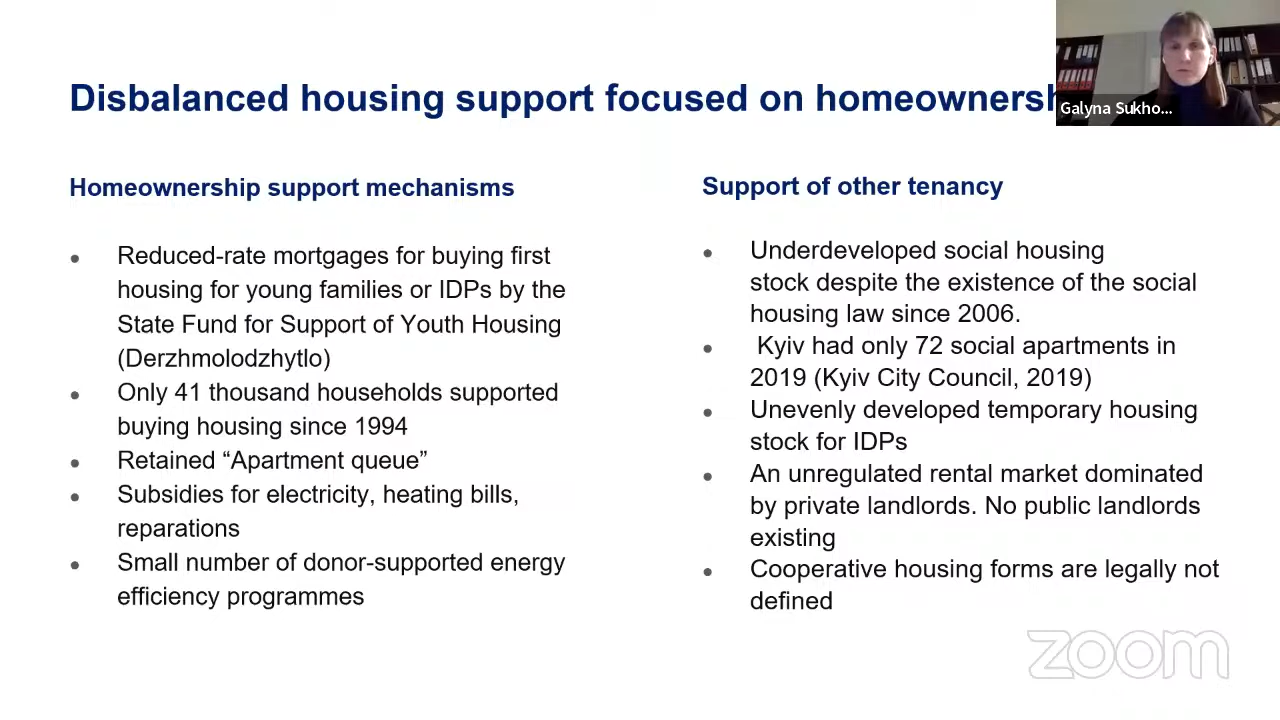 Disbalanced housing support focused on homeownersh
Galyna Sukho...
Homeownership support mechanisms
● Reduced-rate mortgages for buying first
housing for young families or IDPs by the
State Fund for Support of Youth Housing
(Derzhmolodzhytlo)
● Only 41 thousand households supported
buying housing since 1994
● Retained “Apartment queue”
● Subsidies for electricity, heating bills,
reparations
● Small number of donor-supported energy
efficiency programmes
Support of other tenancy
● Underdeveloped social housing
stock despite the existence of the social
housing law since 2006.
● Kyiv had only 72 social apartments in
2019 (Kyiv City Council, 2019)
● Unevenly developed temporary housing
stock for IDPs
● An unregulated rental market dominated
by private landlords. No public landlords
existing
● Cooperative housing forms are legally not
defined
zoom